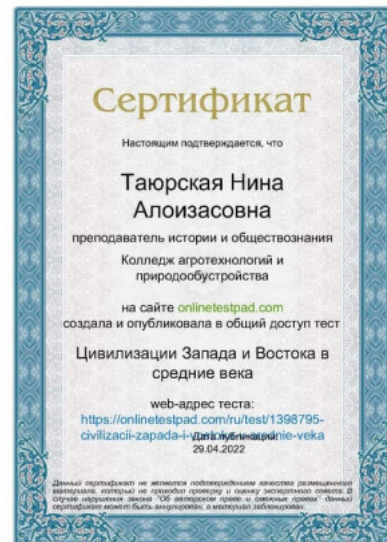 Сертификат
Настоящим подтверждается, что
Таюрская Нина
Алоизасовна
преподаватель истории и обществознания
Колледж агротехнологий и
природообустройства
на сайте onlinetestpad.com
создала и опубликовала в общий доступ тест
Цивилизации Запада и Востока в
средние века
web-адрес теста:
https://onlinetestpad.com/ru/test/1398795-
civilizacii-zapada-i-vostoka-v-srednie-veka
Дата публикации:
29.04.2022
Данный сертификат не является подтверждением качества размещенного
материала, который не проходил проверку и оценку экспертного совета. В
случае нарушения закона "Об авторском праве и смежных правах" данный
сертификат может быть аннулирован, а материал заблокирован.